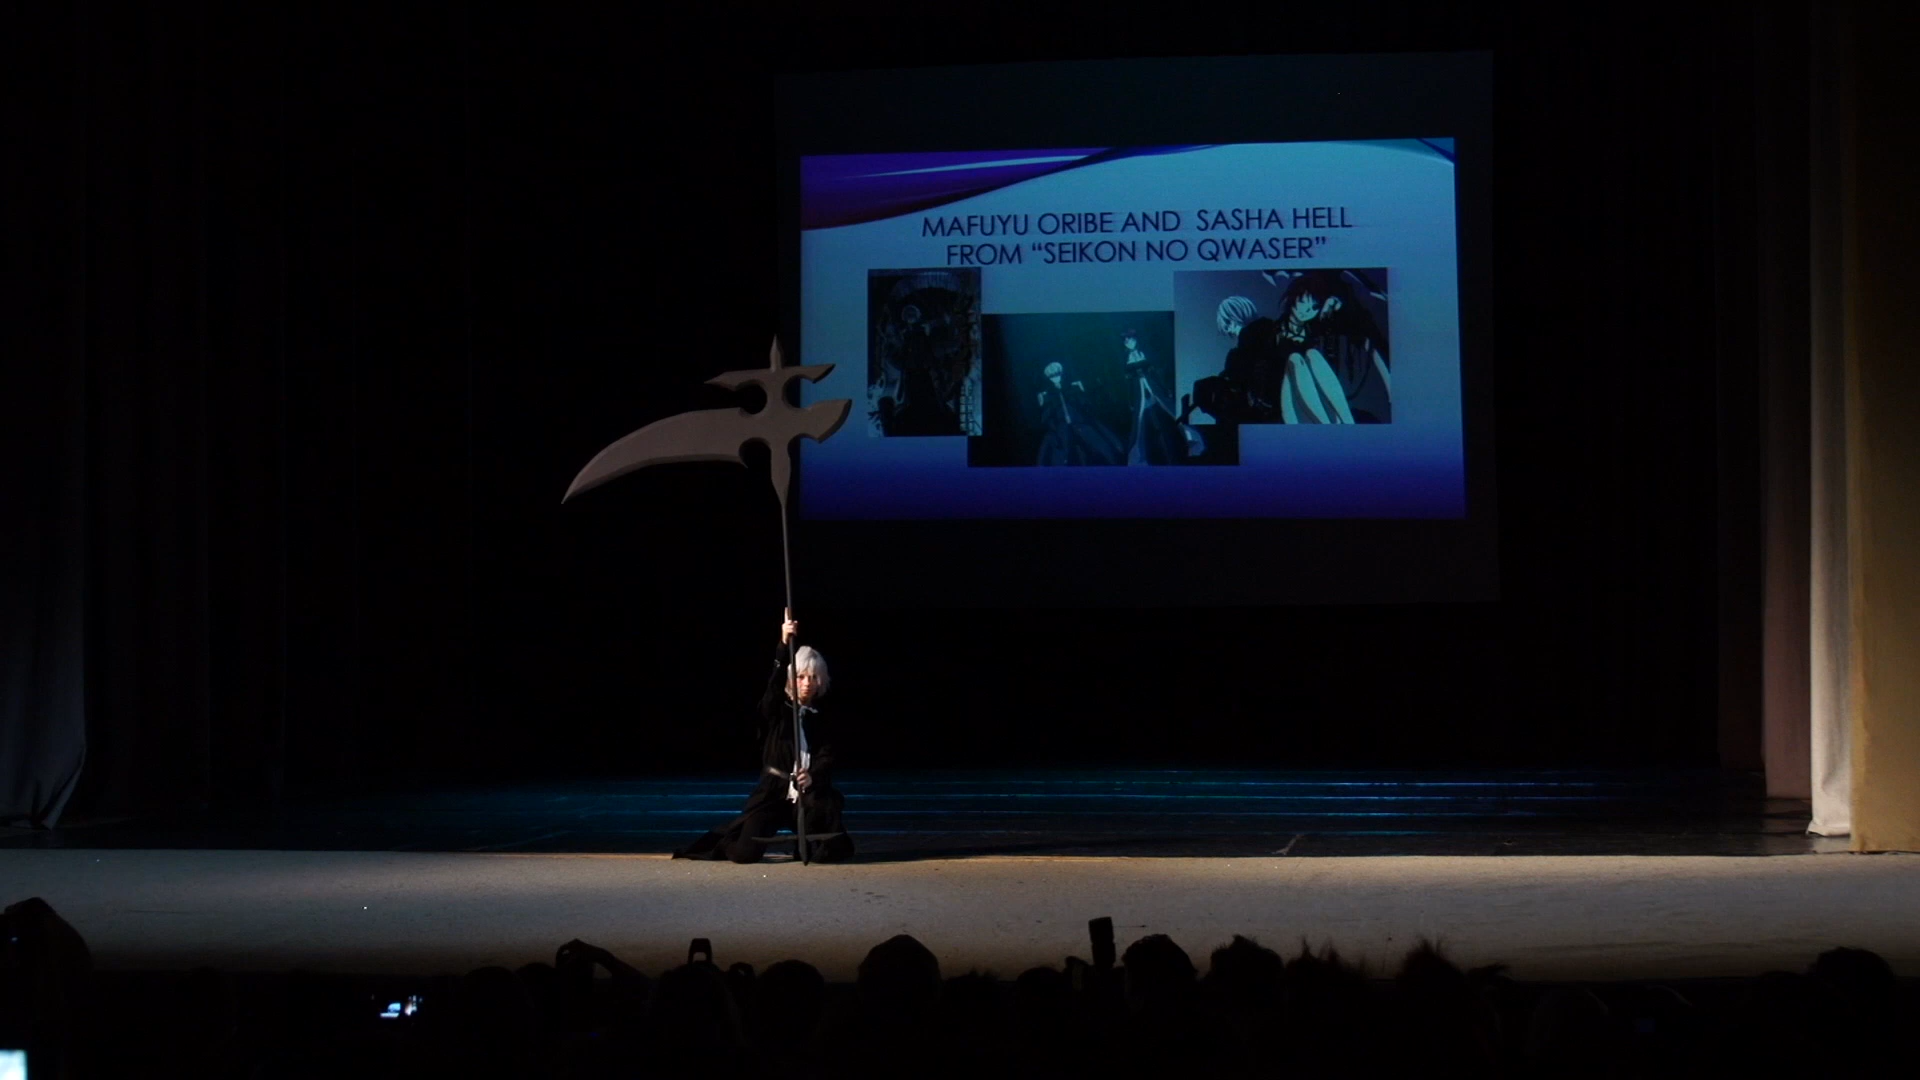 MAFUYU ORIBE AND SASHA HELL
FROM “SEIKON NO QWASER”